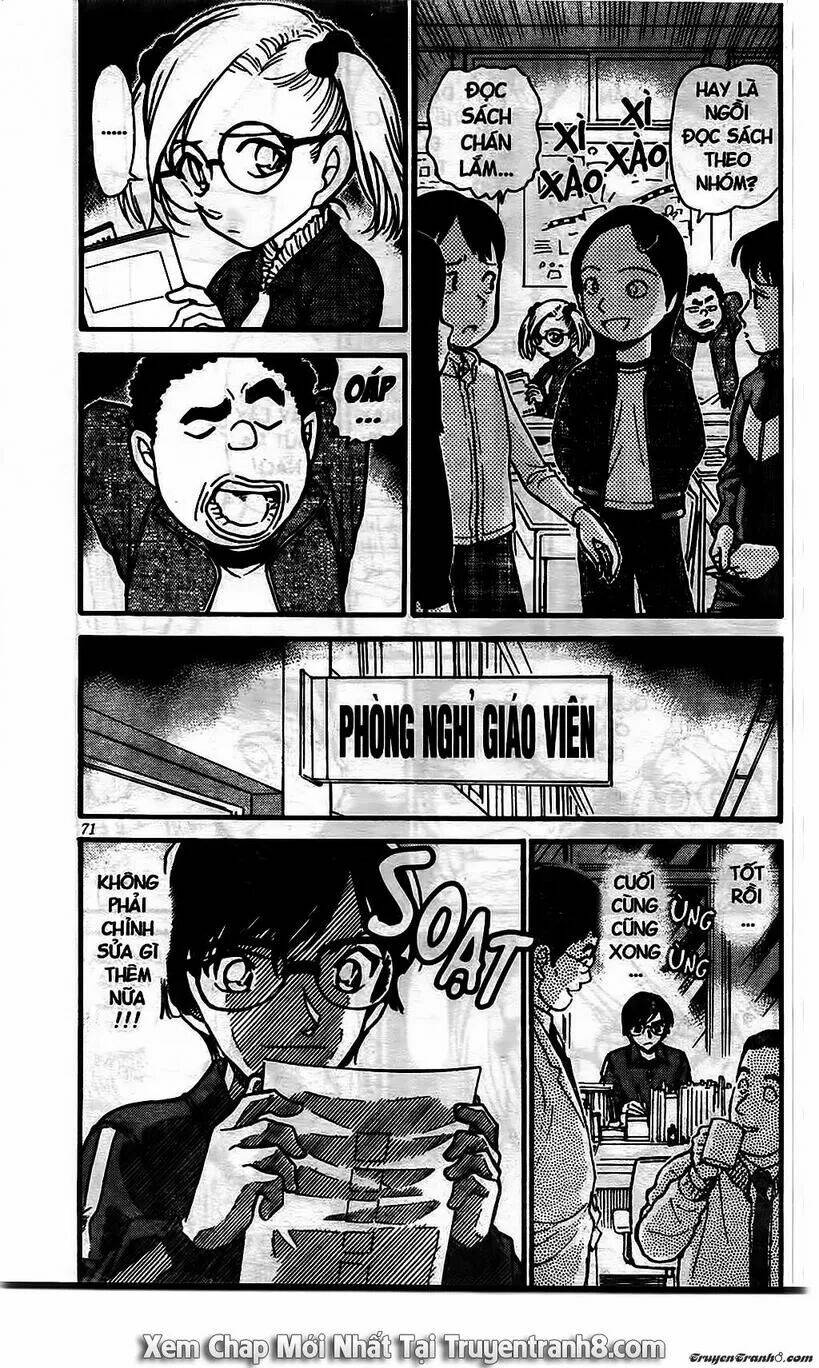 HAY LÀ
NGỒI
ĐỌC SÁCH
THEO
NHÓM?
XÌ
XÀO
XÌ
XÀO
ĐỌC
SÁCH
CHÁN
LẮM...
......
OÁP
...
PHÒNG NGHỈ GIÁO VIÊN
71
TỐT
RỒI
...
CUỐI
CÙNG
CŨNG
XONG
...
ÙNG
ÙNG
SOẠT
KHÔNG
PHẢI
CHỈNH
SỬA GÌ
THÊM
NỮA
!!!
Xem Chap Mới Nhất Tại Truyentranh8.com
TruyenTranh8.com